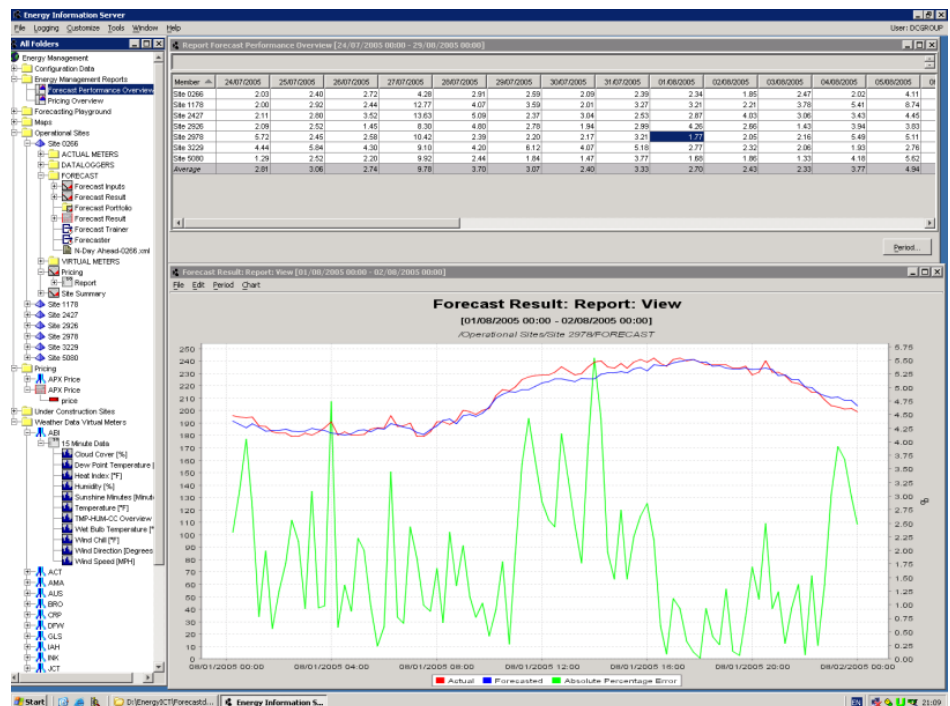 Energy Information Server
File Logging Customize Tools Window Help
User: DCGROUP
All Folders
Energy Management
Configuration Data
Energy Management Reports
Forecast Performance Overview
Pricing Overview
Forecasting Playground
Maps
Operational Sites
Site 0266
ACTUAL METERS
DATALOGGERS
FORECAST
Forecast Inputs
Forecast Result
Forecast Portfolio
Forecast Result
Forecast Trainer
Forecaster
N-Day Ahead-0266.xml
VIRTUAL METERS
Pricing
Report
Site Summary
Site 1178
Site 2427
Site 2926
Site 2978
Site 3229
Site 5080
Pricing
APX Price
APX Price
price
Under Construction Sites
Weather Data Virtual Meters
ABI
15 Minute Data
Cloud Cover [%]
Dew Point Temperature [
Heat Index [°F]
Humidity [%]
Sunshine Minutes [Minut
Temperature [°F]
TMP-HUM-CC Overview
Wet Bulb Temperature [°
Wind Chill [°F]
Wind Direction [Degrees
Wind Speed [MPH]
ACT
AMA
AUS
BRO
CRP
DFW
GLS
IAH
INK
JCT
Report Forecast Performance Overview [24/07/2005 00:00 - 29/08/2005 00:00]
Member 24/07/2005 25/07/2005 26/07/2005 27/07/2005 28/07/2005 29/07/2005 30/07/2005 31/07/2005 01/08/2005 02/08/2005 03/08/2005 04/08/2005 05/08/2005
Site 0266 2.03 2.40 2.72 4.28 2.91 2.59 2.09 2.39 2.34 1.85 2.47 2.02 4.11
Site 1178 2.00 2.92 2.44 12.77 4.07 3.59 2.01 3.27 3.21 2.21 3.78 5.41 8.74
Site 2427 2.11 2.80 3.52 13.63 5.09 2.37 3.04 2.53 2.87 4.03 3.06 3.43 4.45
Site 2926 2.09 2.52 1.45 8.30 4.80 2.78 1.94 2.99 4.26 2.66 1.43 3.94 3.83
Site 2978 5.72 2.45 2.58 10.42 2.39 2.20 4.17 3.21 1.77 2.05 2.16 5.49 5.11
Site 3229 4.44 5.84 4.30 9.10 4.20 6.12 4.07 5.18 2.77 2.32 2.06 1.93 2.76
Site 5080 1.29 2.52 2.20 9.92 2.44 1.84 1.47 3.77 1.68 1.86 1.33 4.18 5.62
Average 2.81 3.06 2.74 9.78 3.70 3.07 2.40 3.33 2.70 2.43 2.33 3.77 4.94
Period...
Forecast Result: Report: View [01/08/2005 00:00 - 02/08/2005 00:00]
File Edit Period Chart
Forecast Result: Report: View
[01/08/2005 00:00 - 02/08/2005 00:00]
/Operational Sites/Site 2978/FORECAST
250
240
230
220
210
200
190
180
170
160
150
140
130
120
110
100
90
80
70
60
50
40
30
20
10
0
5.75
5.50
5.25
5.00
4.75
4.50
4.25
4.00
3.75
3.50
3.25
3.00
2.75
2.50
2.25
2.00
1.75
1.50
1.25
1.00
0.75
0.50
0.25
0.00
%
08/01/2005 00:00 08/01/2005 04:00 08/01/2005 08:00 08/01/2005 12:00 08/01/2005 16:00 08/01/2005 20:00 08/02/2005 00:00
Actual Forecasted Absolute Percentage Error
Start
D:\EnergyICT\Forecastd...
Energy Information S...
EN
21:09